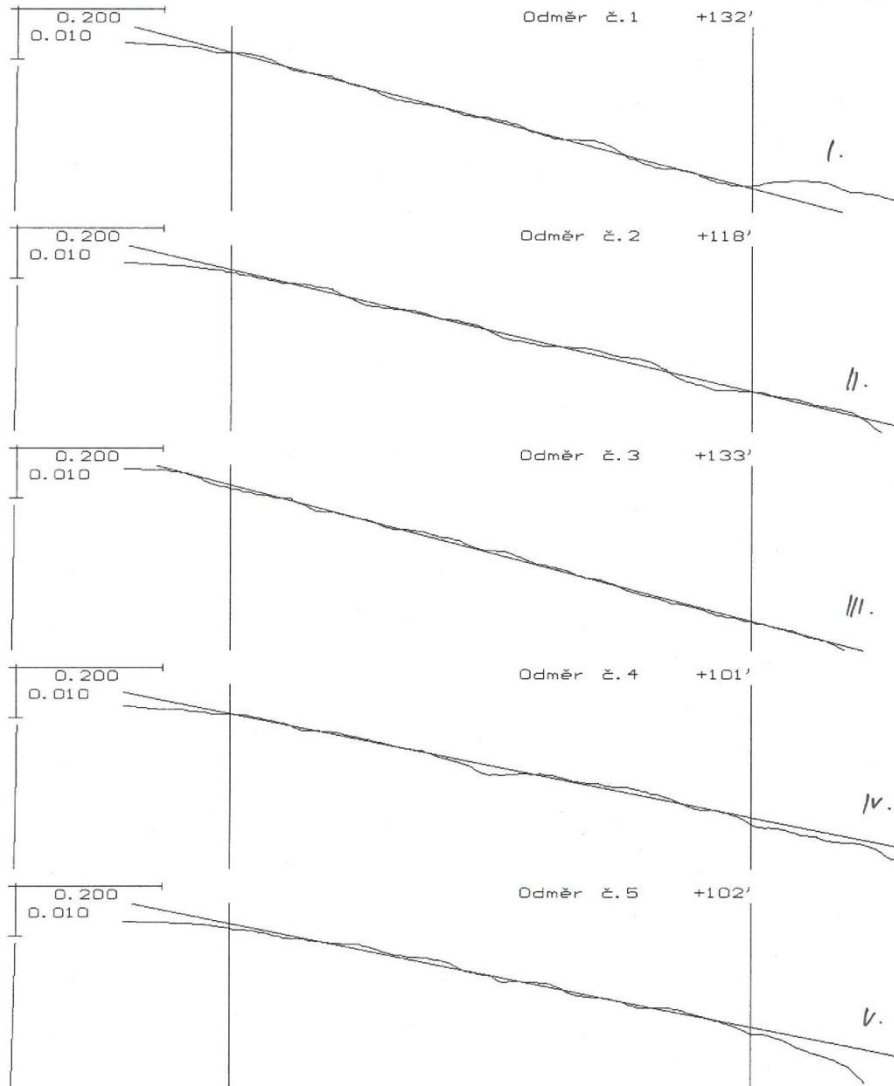 0.200 Odměr č.1 +132'
0.010
I.
0.200 Odměr č.2 +118'
0.010
II.
0.200 Odměr č.3 +133'
0.010
III.
0.200 Odměr č.4 +101'
0.010
IV.
0.200 Odměr č.5 +102'
0.010
V.